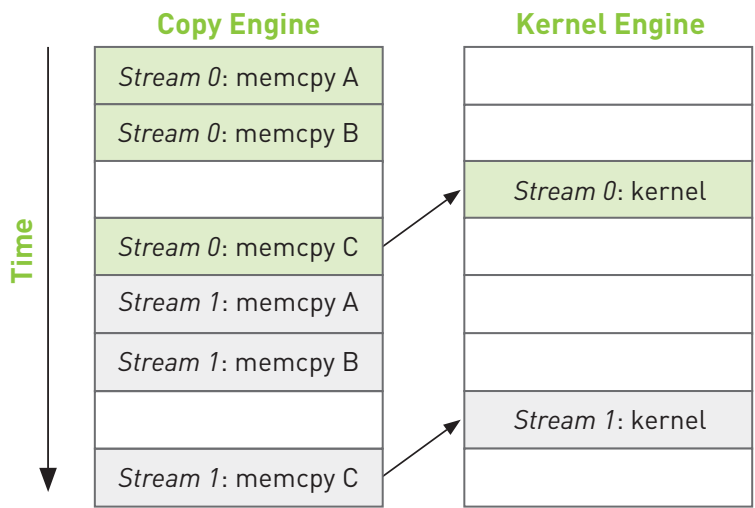 Copy Engine
Kernel Engine
Time
Stream 0: memcpy A
Stream 0: memcpy B
Stream 0: kernel
Stream 0: memcpy C
Stream 1: memcpy A
Stream 1: memcpy B
Stream 1: kernel
Stream 1: memcpy C